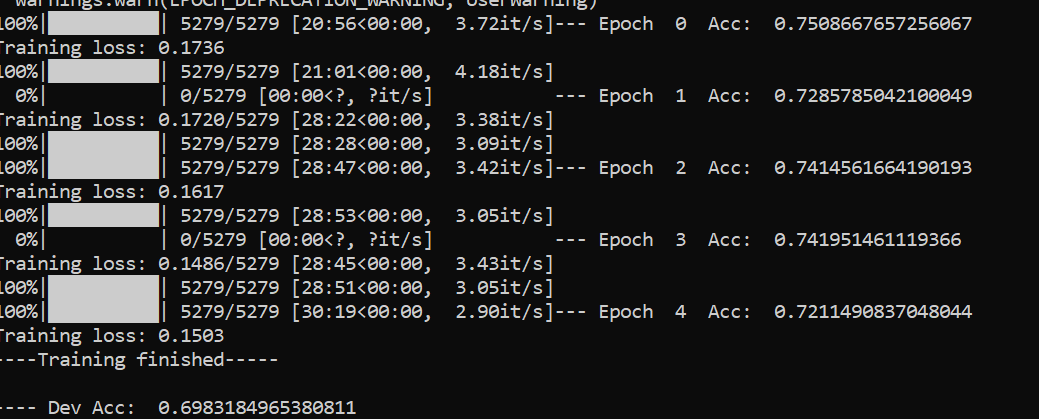 warnings.warn(EPOCH_DEPRECATION_WARNING, UserWarning)
100%|██████████| 5279/5279 [20:56<00:00,  3.72it/s]--- Epoch  0  Acc:  0.7508667657256067
Training loss: 0.1736
100%|██████████| 5279/5279 [21:01<00:00,  4.18it/s]
  0%|          | 0/5279 [00:00<?, ?it/s]           --- Epoch  1  Acc:  0.7285785042100049
Training loss: 0.1720/5279 [28:22<00:00,  3.38it/s]
100%|██████████| 5279/5279 [28:28<00:00,  3.09it/s]
100%|██████████| 5279/5279 [28:47<00:00,  3.42it/s]--- Epoch  2  Acc:  0.7414561664190193
Training loss: 0.1617
100%|██████████| 5279/5279 [28:53<00:00,  3.05it/s]
  0%|          | 0/5279 [00:00<?, ?it/s]           --- Epoch  3  Acc:  0.741951461119366
Training loss: 0.1486/5279 [28:45<00:00,  3.43it/s]
100%|██████████| 5279/5279 [28:51<00:00,  3.05it/s]
100%|██████████| 5279/5279 [30:19<00:00,  2.90it/s]--- Epoch  4  Acc:  0.7211490837048044
Training loss: 0.1503
----Training finished-----
---- Dev Acc:  0.6983184965380811